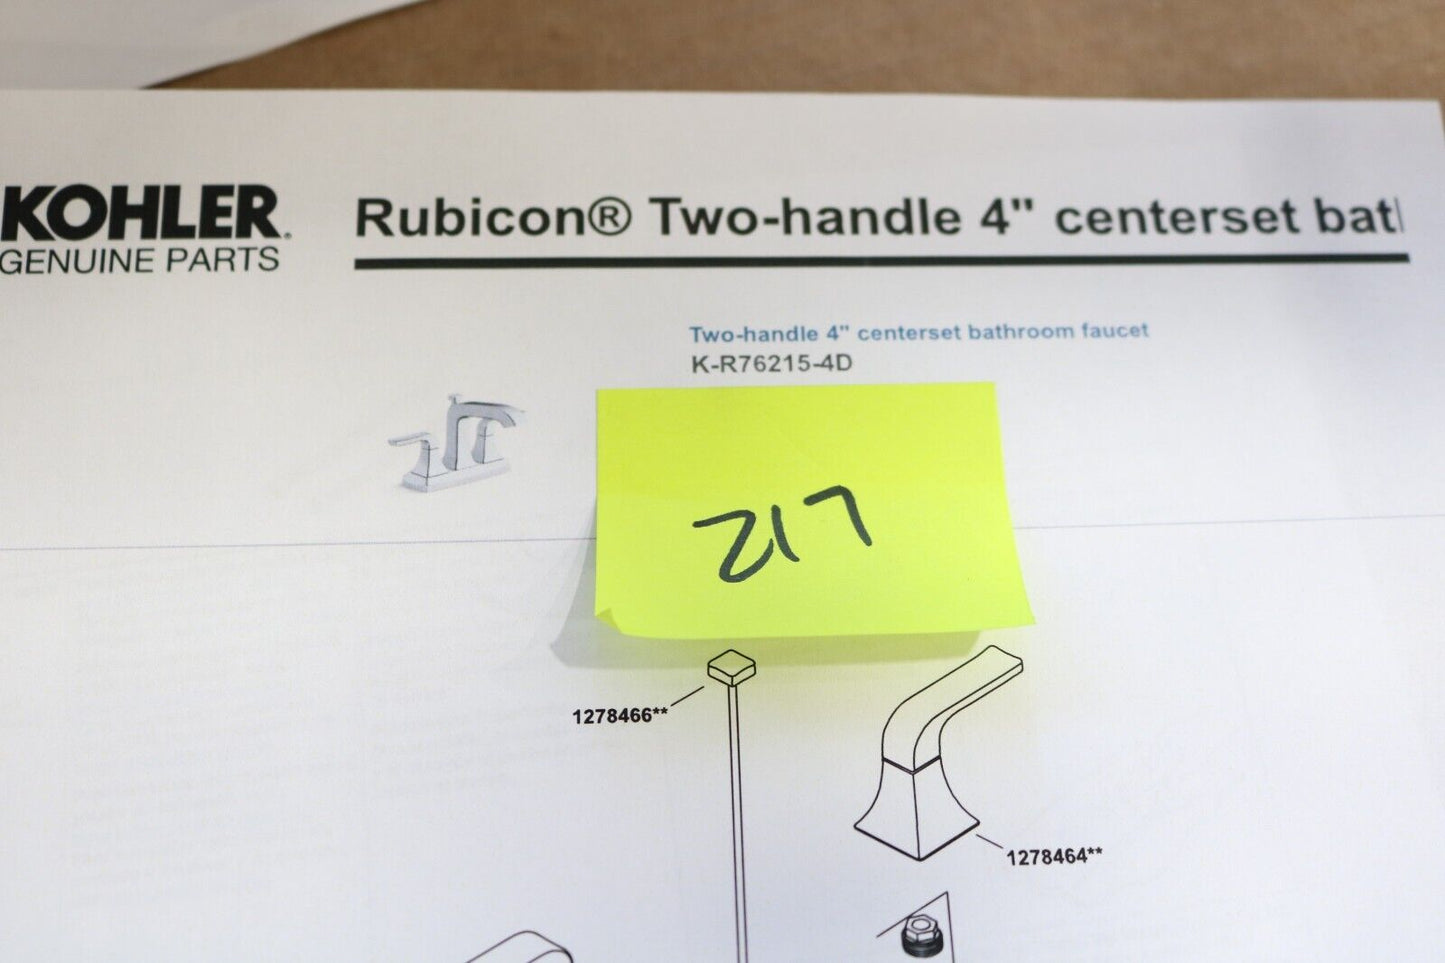 KOHLER.
GENUINE PARTS
Rubicon® Two-handle 4" centerset bat
Two-handle 4" centerset bathroom faucet
K-R76215-4D
217
1278466**
1278464**